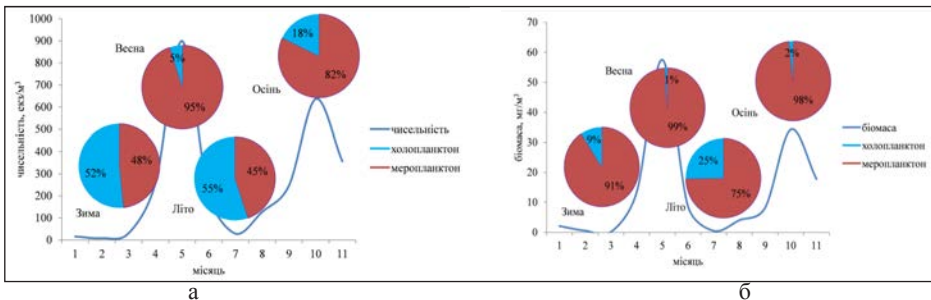 1000
900
800
700
600
500
400
300
200
100
0
чисельність, екз/м³
Весна
5%
95%
18%
82%
Осінь
52%
48%
Зима
55%
45%
Літо
чисельність
холопланктон
меропланктон
1 2 3 4 5 6 7 8 9 10 11
місяць
а
70
60
50
40
30
20
10
0
біомаса, мг/м³
Весна
1%
99%
2%
98%
Осінь
9%
91%
Зима
25%
75%
Літо
біомаса
холопланктон
меропланктон
1 2 3 4 5 6 7 8 9 10 11
місяць
б